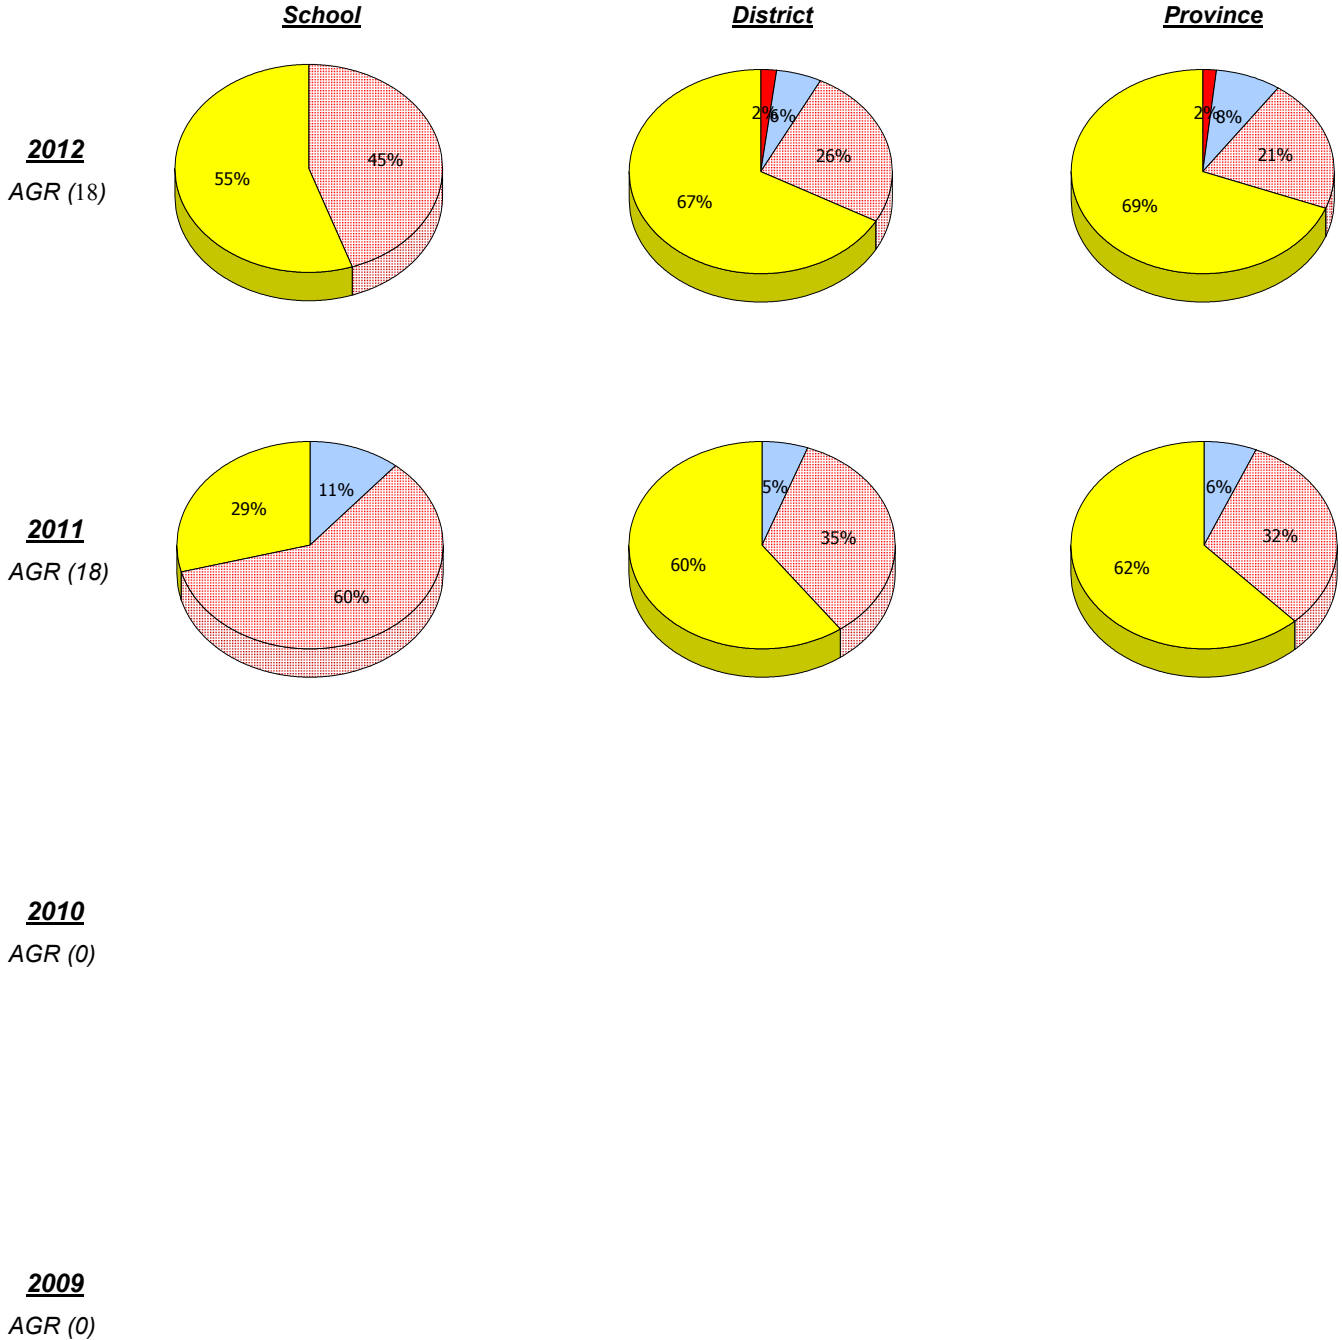 School District Province
2012
AGR (18)
55% 45%
67% 2% 6% 26%
69% 2% 8% 21%
2011
AGR (18)
29% 11% 60%
60% 5% 35%
62% 6% 32%
2010
AGR (0)
2009
AGR (0)